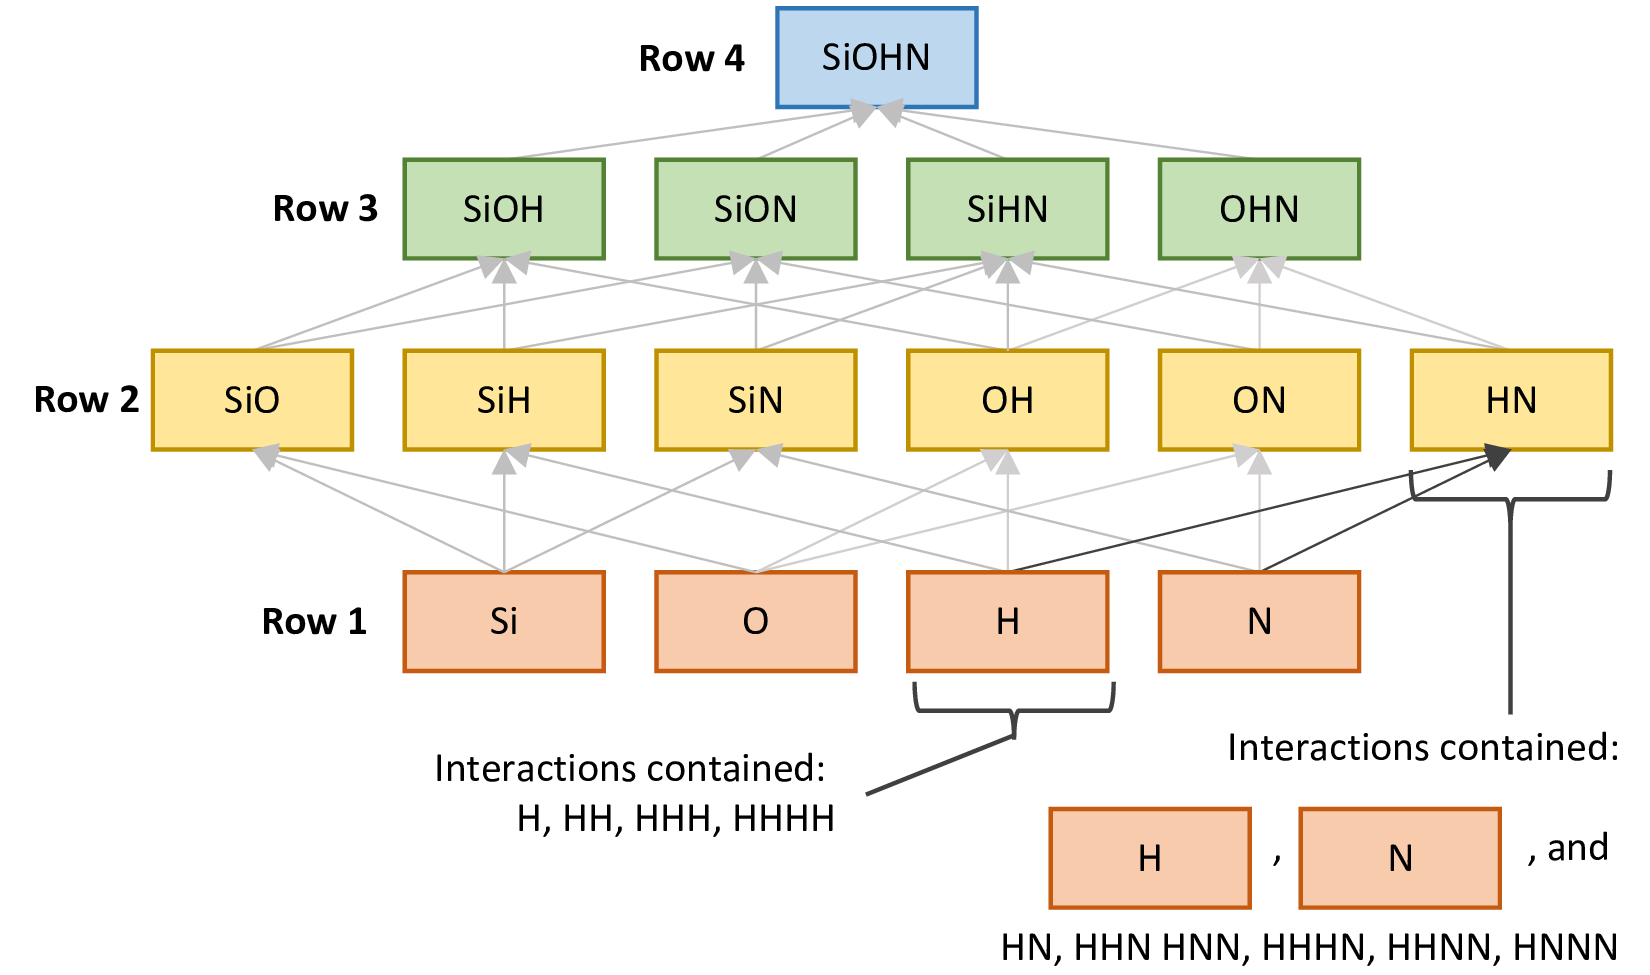 Row 4 SiOHN
Row 3 SiOH SiON SiHN OHN
Row 2 SiO SiH SiN OH ON HN
Row 1 Si O H N
Interactions contained:
H, HH, HHH, HHHH
Interactions contained:
H , N , and
HN, HHN HNN, HHHN, HHNN, HNNN